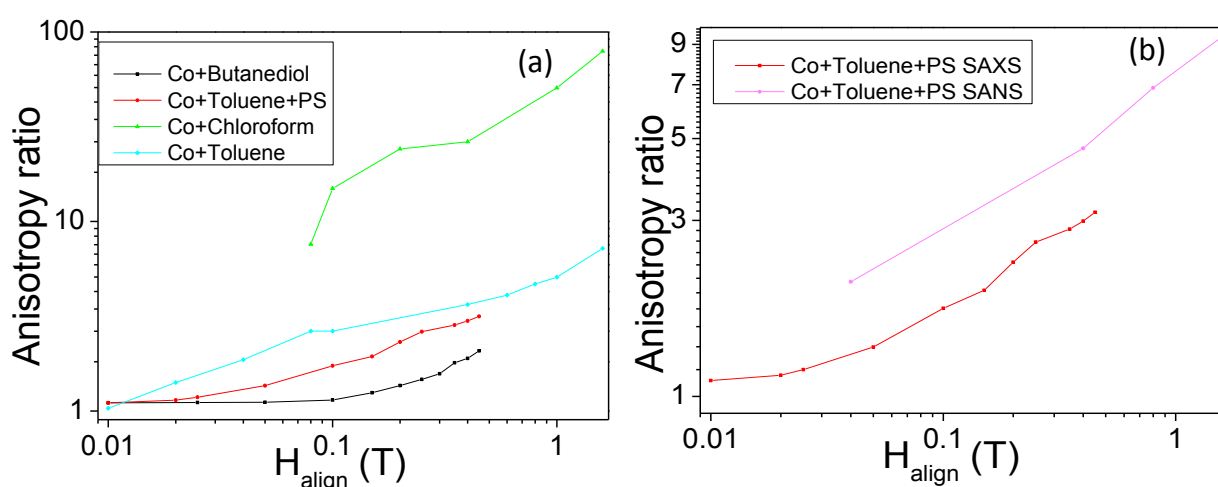 (a)
Anisotropy ratio
100
10
1
Co+Butanediol
Co+Toluene+PS
Co+Chloroform
Co+Toluene
0.01
0.1
1
H_align (T)
(b)
Anisotropy ratio
9
7
5
3
1
Co+Toluene+PS SAXS
Co+Toluene+PS SANS
0.01
0.1
1
H_align (T)